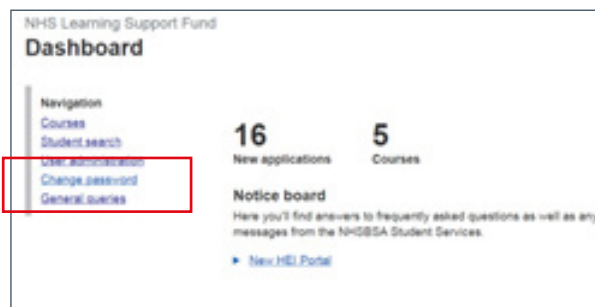 NHS Learning Support Fund
Dashboard
Navigation
Courses
Student search
User administration
Change password
General queries
16
New applications
5
Courses
Notice board
Here you'll find answers to frequently asked questions as well as any
messages from the NHSBSA Student Services.
New HEI Portal